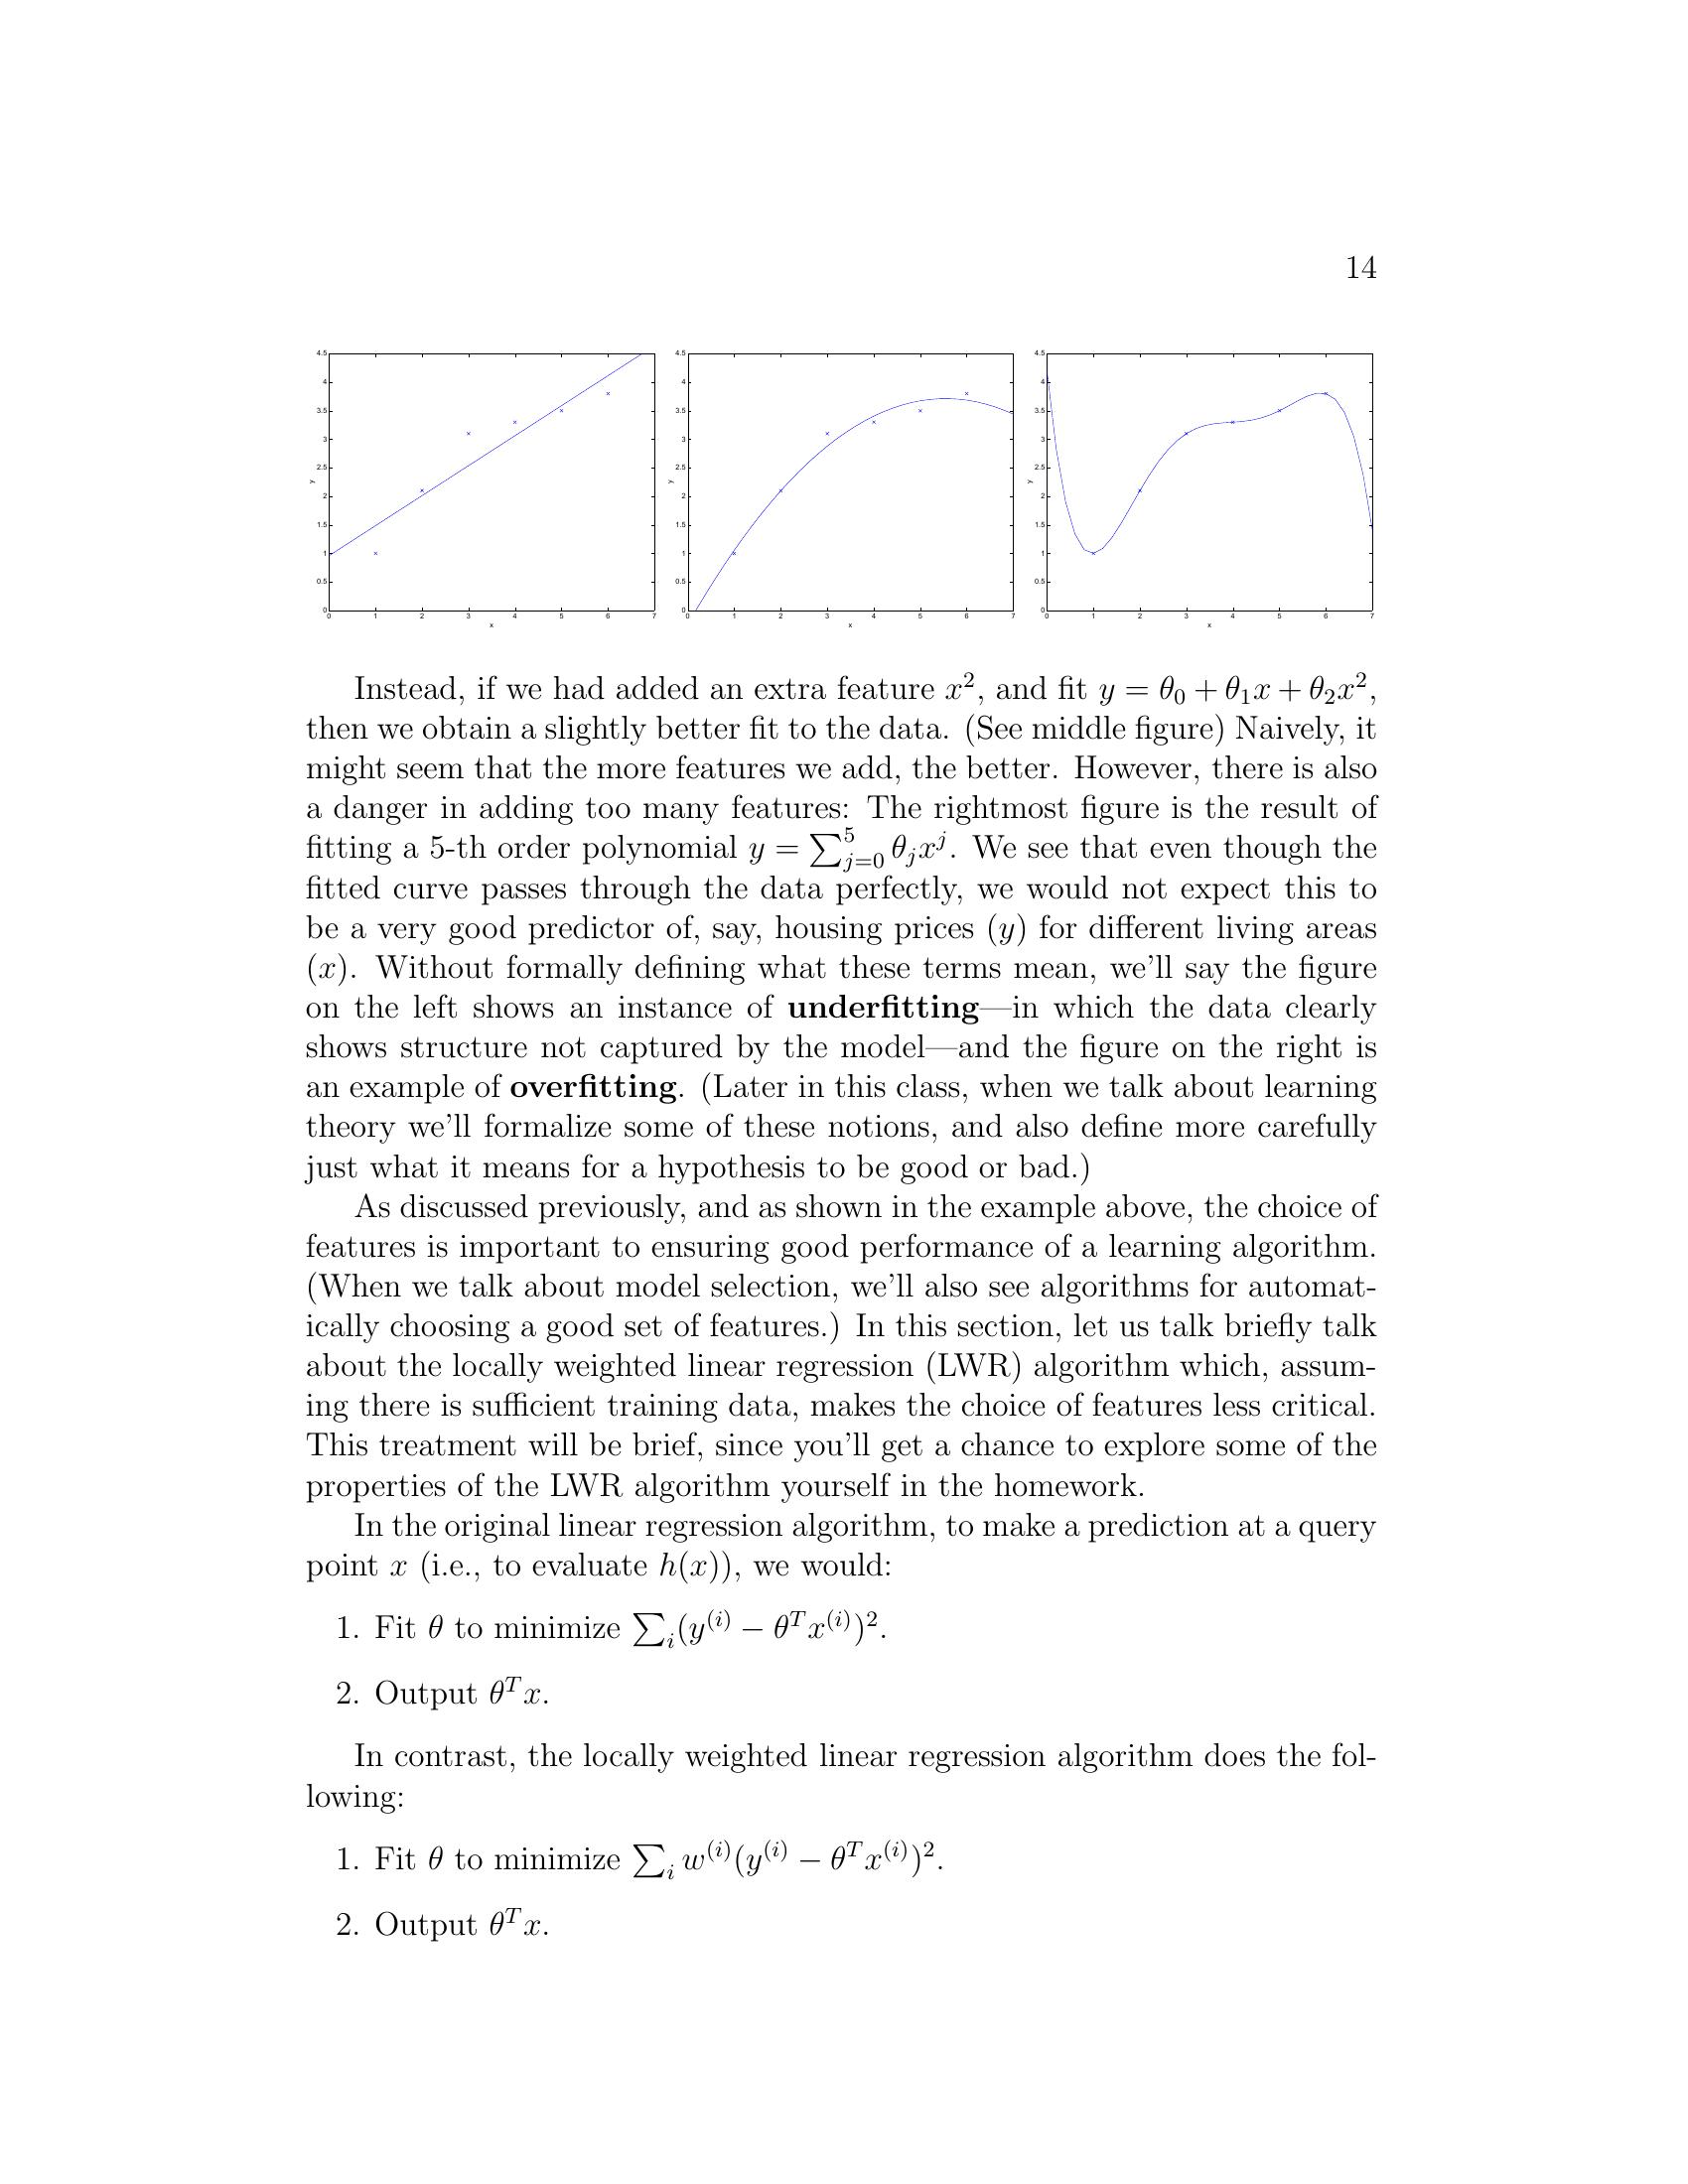 14
4.5
4
3.5
3
2.5
2
1.5
1
0.5
0
y
0 1 2 3 4 5 6 7
x
4.5
4
3.5
3
2.5
2
1.5
1
0.5
0
y
0 1 2 3 4 5 6 7
x
4.5
4
3.5
3
2.5
2
1.5
1
0.5
0
y
0 1 2 3 4 5 6 7
x
Instead, if we had added an extra feature x², and fit y = θ₀ + θ₁x + θ₂x²,
then we obtain a slightly better fit to the data. (See middle figure) Naively, it
might seem that the more features we add, the better. However, there is also
a danger in adding too many features: The rightmost figure is the result of
fitting a 5-th order polynomial y = ∑⁵ⱼ₌₀ θⱼxʲ. We see that even though the
fitted curve passes through the data perfectly, we would not expect this to
be a very good predictor of, say, housing prices (y) for different living areas
(x). Without formally defining what these terms mean, we'll say the figure
on the left shows an instance of underfitting—in which the data clearly
shows structure not captured by the model—and the figure on the right is
an example of overfitting. (Later in this class, when we talk about learning
theory we'll formalize some of these notions, and also define more carefully
just what it means for a hypothesis to be good or bad.)
As discussed previously, and as shown in the example above, the choice of
features is important to ensuring good performance of a learning algorithm.
(When we talk about model selection, we'll also see algorithms for automat-
ically choosing a good set of features.) In this section, let us talk briefly talk
about the locally weighted linear regression (LWR) algorithm which, assum-
ing there is sufficient training data, makes the choice of features less critical.
This treatment will be brief, since you'll get a chance to explore some of the
properties of the LWR algorithm yourself in the homework.
In the original linear regression algorithm, to make a prediction at a query
point x (i.e., to evaluate h(x)), we would:
1. Fit θ to minimize ∑ᵢ(y⁽ⁱ⁾ − θᵀx⁽ⁱ⁾)².
2. Output θᵀx.
In contrast, the locally weighted linear regression algorithm does the fol-
lowing:
1. Fit θ to minimize ∑ᵢ w⁽ⁱ⁾(y⁽ⁱ⁾ − θᵀx⁽ⁱ⁾)².
2. Output θᵀx.